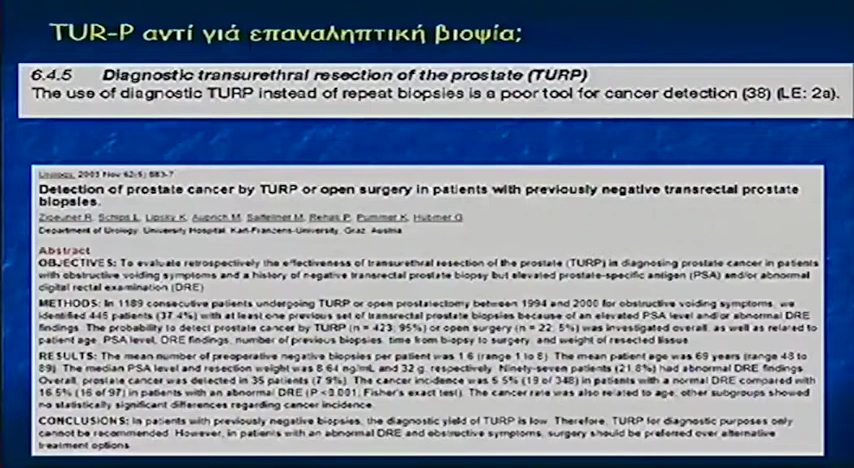 TUR-P αντί γιά επαναληπτική βιοψία;
6.4.5 Diagnostic transurethral resection of the prostate (TURP)
The use of diagnostic TURP instead of repeat biopsies is a poor tool for cancer detection (38) (LE: 2a).
Urology. 2003 Nov 62(5) 883-7
Detection of prostate cancer by TURP or open surgery in patients with previously negative transrectal prostate
biopsies.
Zigeuner R, Schips L, Lipsky K, Auprich M, Salfellner M, Rehak P, Pummer K, Hubmer G
Department of Urology, University Hospital, Karl-Franzens-University, Graz, Austria
Abstract
OBJECTIVES: To evaluate retrospectively the effectiveness of transurethral resection of the prostate (TURP) in diagnosing prostate cancer in patients
with obstructive voiding symptoms and a history of negative transrectal prostate biopsy but elevated prostate-specific antigen (PSA) and/or abnormal
digital rectal examination (DRE)
METHODS: In 1189 consecutive patients undergoing TURP or open prostatectomy between 1994 and 2000 for obstructive voiding symptoms, we
identified 445 patients (37.4%) with at least one previous set of transrectal prostate biopsies because of an elevated PSA level and/or abnormal DRE
findings. The probability to detect prostate cancer by TURP (n = 423; 95%) or open surgery (n = 22; 5%) was investigated overall, as well as related to
patient age, PSA level, DRE findings, number of previous biopsies, time from biopsy to surgery, and weight of resected tissue
RESULTS: The mean number of preoperative negative biopsies per patient was 1.6 (range 1 to 8). The mean patient age was 69 years (range 48 to
89). The median PSA level and resection weight was 8.64 ng/mL and 32 g, respectively. Ninety-seven patients (21.8%) had abnormal DRE findings
Overall, prostate cancer was detected in 35 patients (7.9%). The cancer incidence was 5.5% (19 of 348) in patients with a normal DRE compared with
16.5% (16 of 97) in patients with an abnormal DRE (P <0.001, Fisher's exact test). The cancer rate was also related to age; other subgroups showed
no statistically significant differences regarding cancer incidence.
CONCLUSIONS: In patients with previously negative biopsies, the diagnostic yield of TURP is low. Therefore, TURP for diagnostic purposes only
cannot be recommended. However, in patients with an abnormal DRE and obstructive symptoms, surgery should be preferred over alternative
treatment options